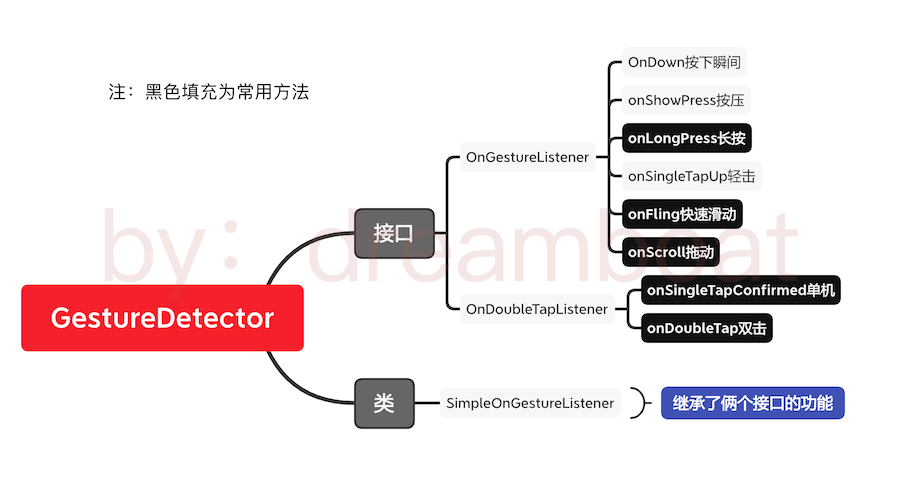 注：黑色填充为常用方法
GestureDetector
接口
OnGestureListener
OnDown按下瞬间
onShowPress按压
onLongPress长按
onSingleTapUp轻击
onFling快速滑动
onScroll拖动
OnDoubleTapListener
onSingleTapConfirmed单机
onDoubleTap双击
类
SimpleOnGestureListener
继承了俩个接口的功能
by：dreamboat